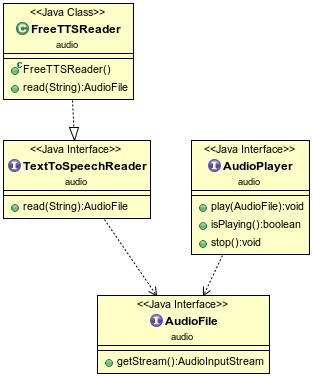 <<Java Class>>
C FreeTTSReader
audio
C FreeTTSReader()
read(String):AudioFile
<<Java Interface>>
I TextToSpeechReader
audio
read(String):AudioFile
<<Java Interface>>
I AudioPlayer
audio
play(AudioFile):void
isPlaying():boolean
stop():void
<<Java Interface>>
I AudioFile
audio
getStream():AudioInputStream